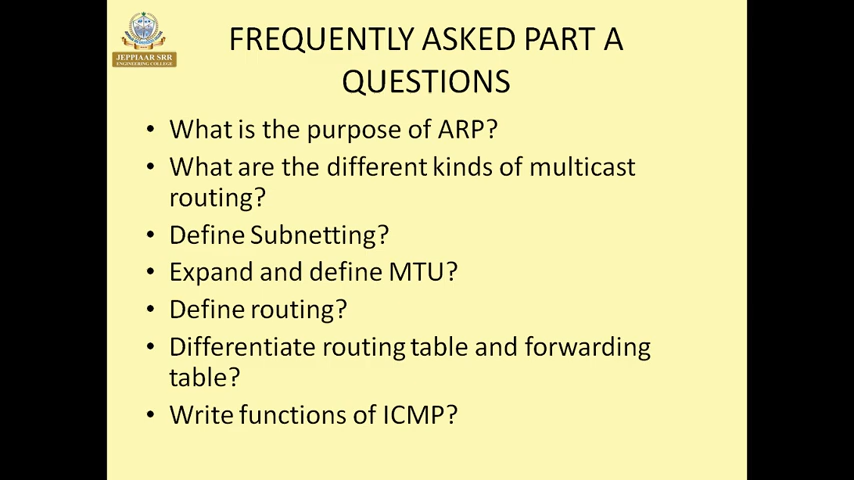 JEPPIAAR SRR
ENGINEERING COLLEGE
FREQUENTLY ASKED PART A
QUESTIONS
• What is the purpose of ARP?
• What are the different kinds of multicast
routing?
• Define Subnetting?
• Expand and define MTU?
• Define routing?
• Differentiate routing table and forwarding
table?
• Write functions of ICMP?